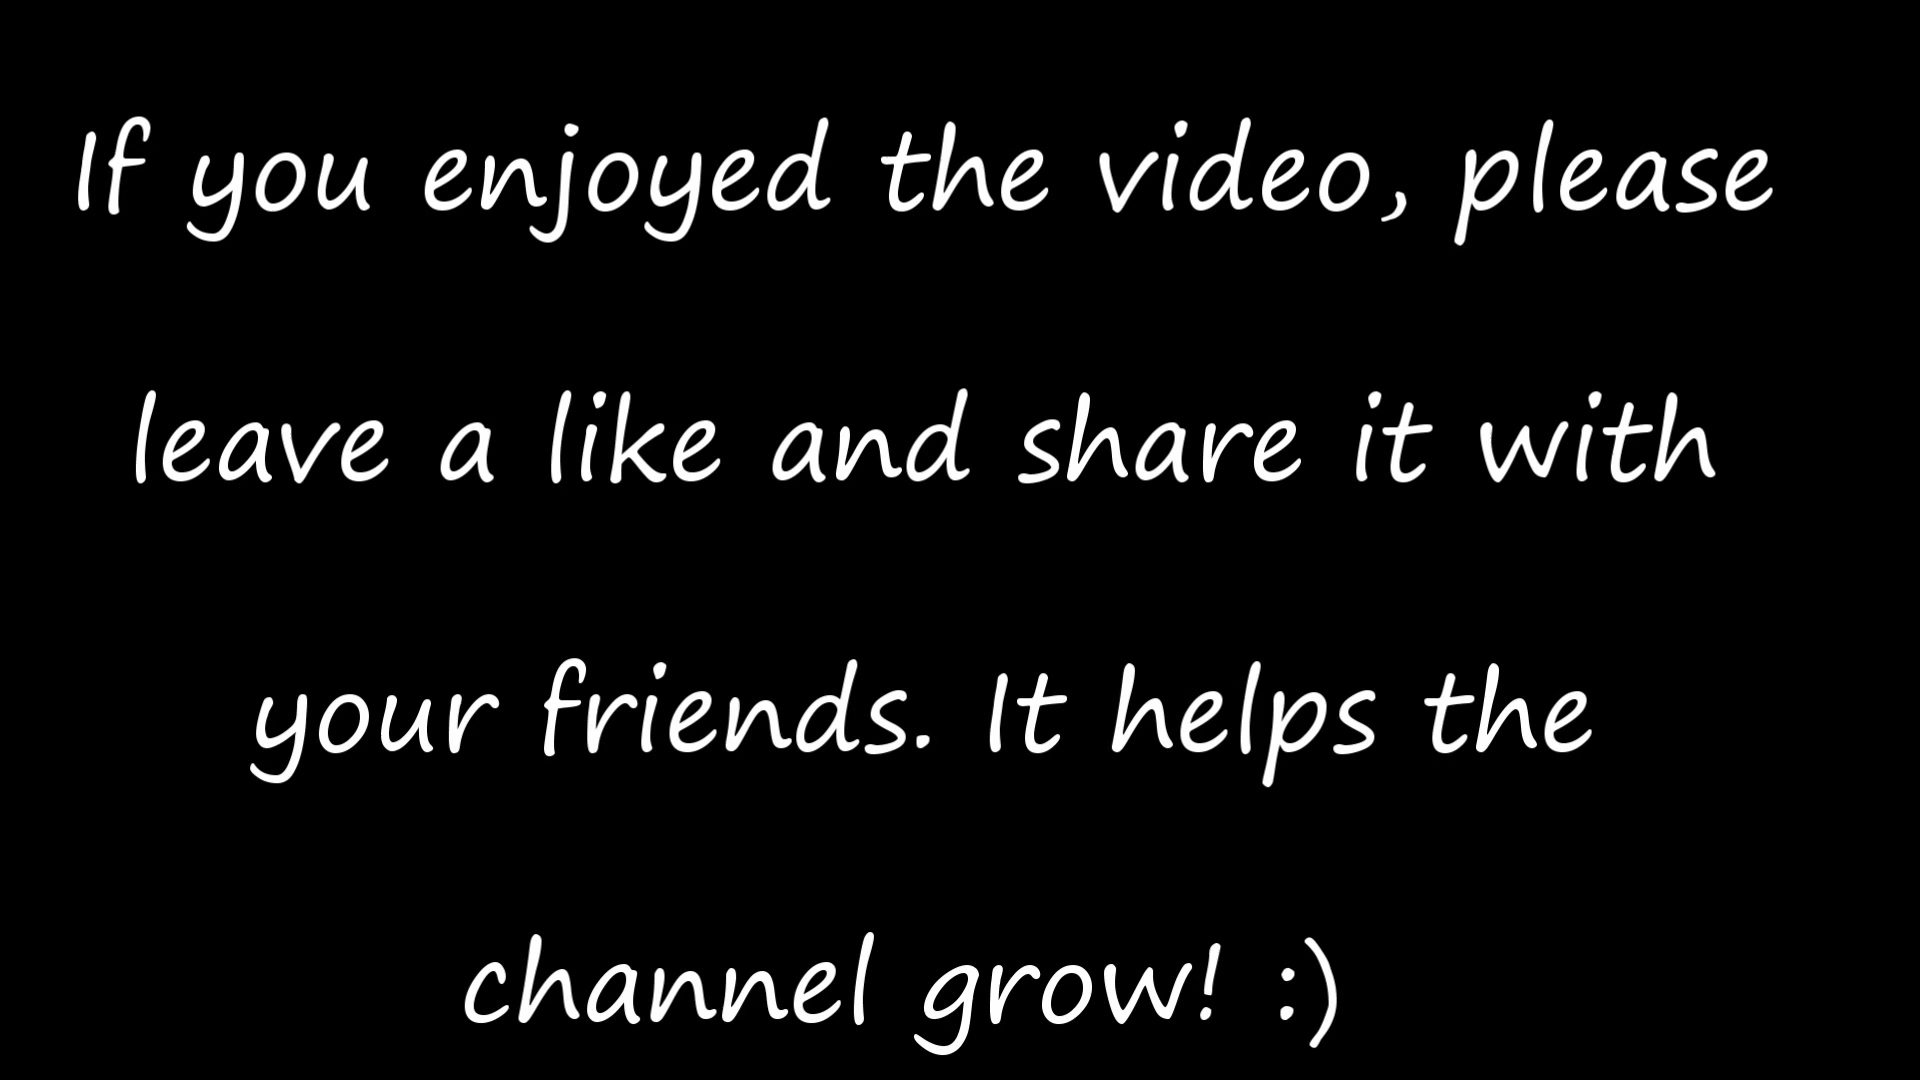 If you enjoyed the video, please
leave a like and share it with
your friends. It helps the
channel grow! :)